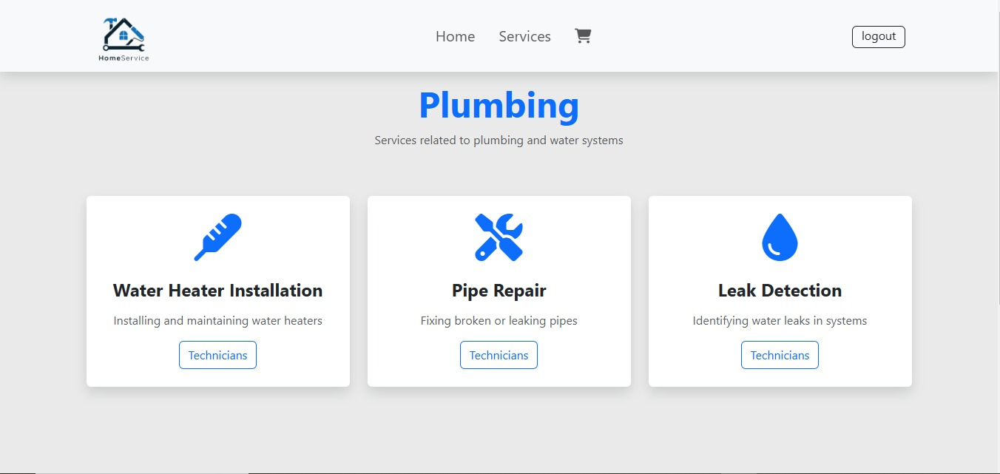 HomeService
Home
Services
logout
Plumbing
Services related to plumbing and water systems
Water Heater Installation
Installing and maintaining water heaters
Technicians
Pipe Repair
Fixing broken or leaking pipes
Technicians
Leak Detection
Identifying water leaks in systems
Technicians